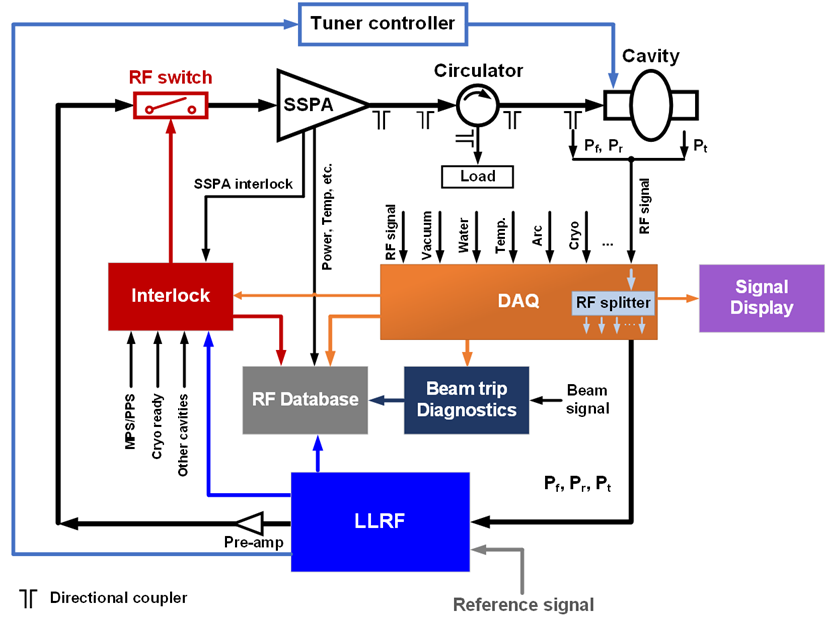 Tuner controller
RF switch
SSPA
Circulator
Cavity
Pf, Pr
Pt
Load
SSPA interlock
Power, Temp, etc.
RF signal
Vacuum
Water
Temp.
Arc
Cryo
...
RF signal
Interlock
DAQ
RF splitter
...
Signal
Display
MPS/PPS
Cryo ready
Other cavities
RF Database
Beam trip
Diagnostics
Beam
signal
Pf, Pr, Pt
LLRF
Pre-amp
Directional coupler
Reference signal